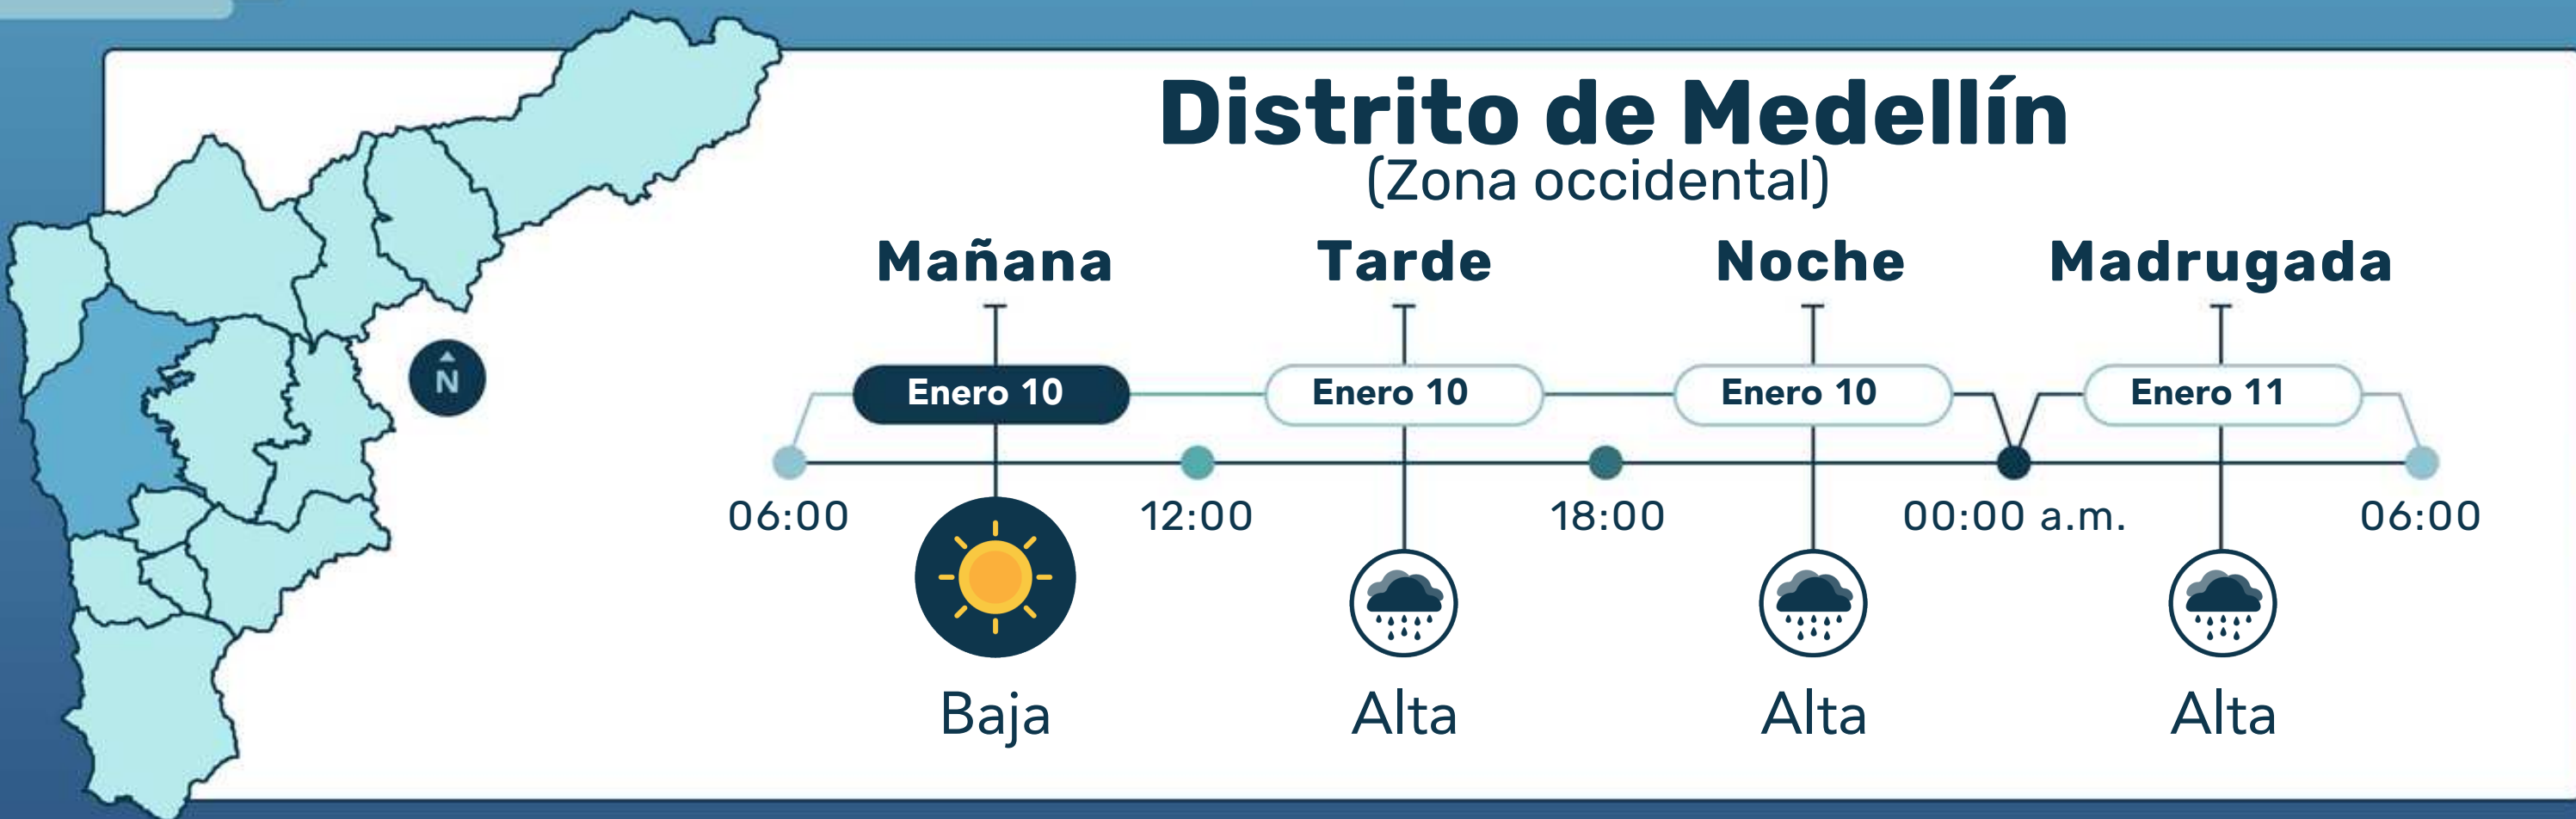 Distrito de Medellín
(Zona occidental)
Mañana Tarde Noche Madrugada
N
Enero 10 Enero 10 Enero 10 Enero 11
06:00 12:00 18:00 00:00 a.m. 06:00
Baja Alta Alta Alta